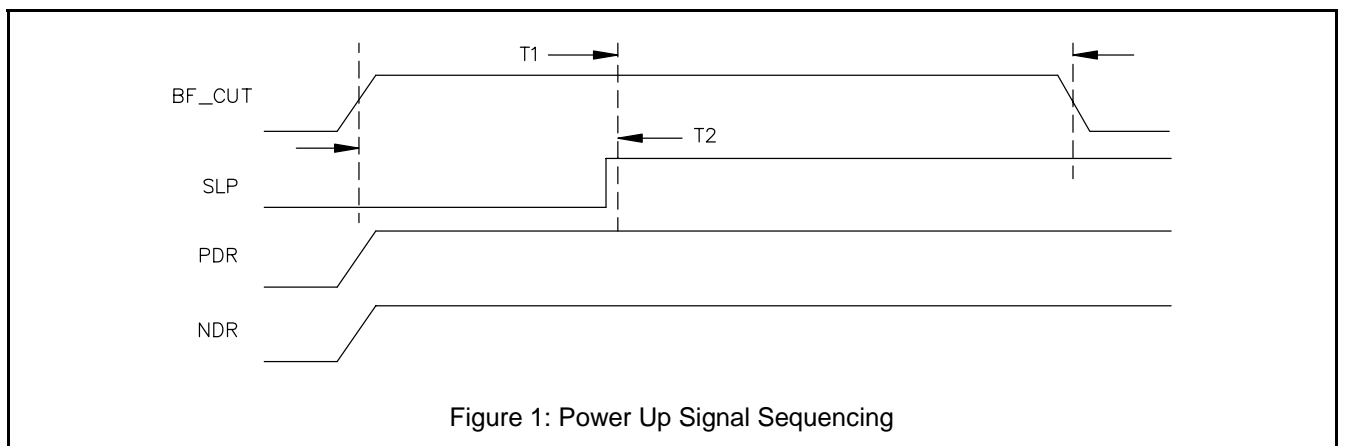 T1
BF_CUT
T2
SLP
PDR
NDR
Figure 1: Power Up Signal Sequencing